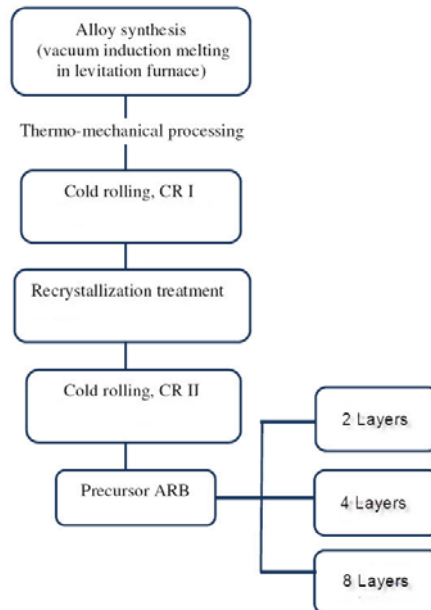 Alloy synthesis
(vacuum induction melting
in levitation furnace)
Thermo-mechanical processing
Cold rolling, CR I
Recrystallization treatment
Cold rolling, CR II
Precursor ARB
2 Layers
4 Layers
8 Layers